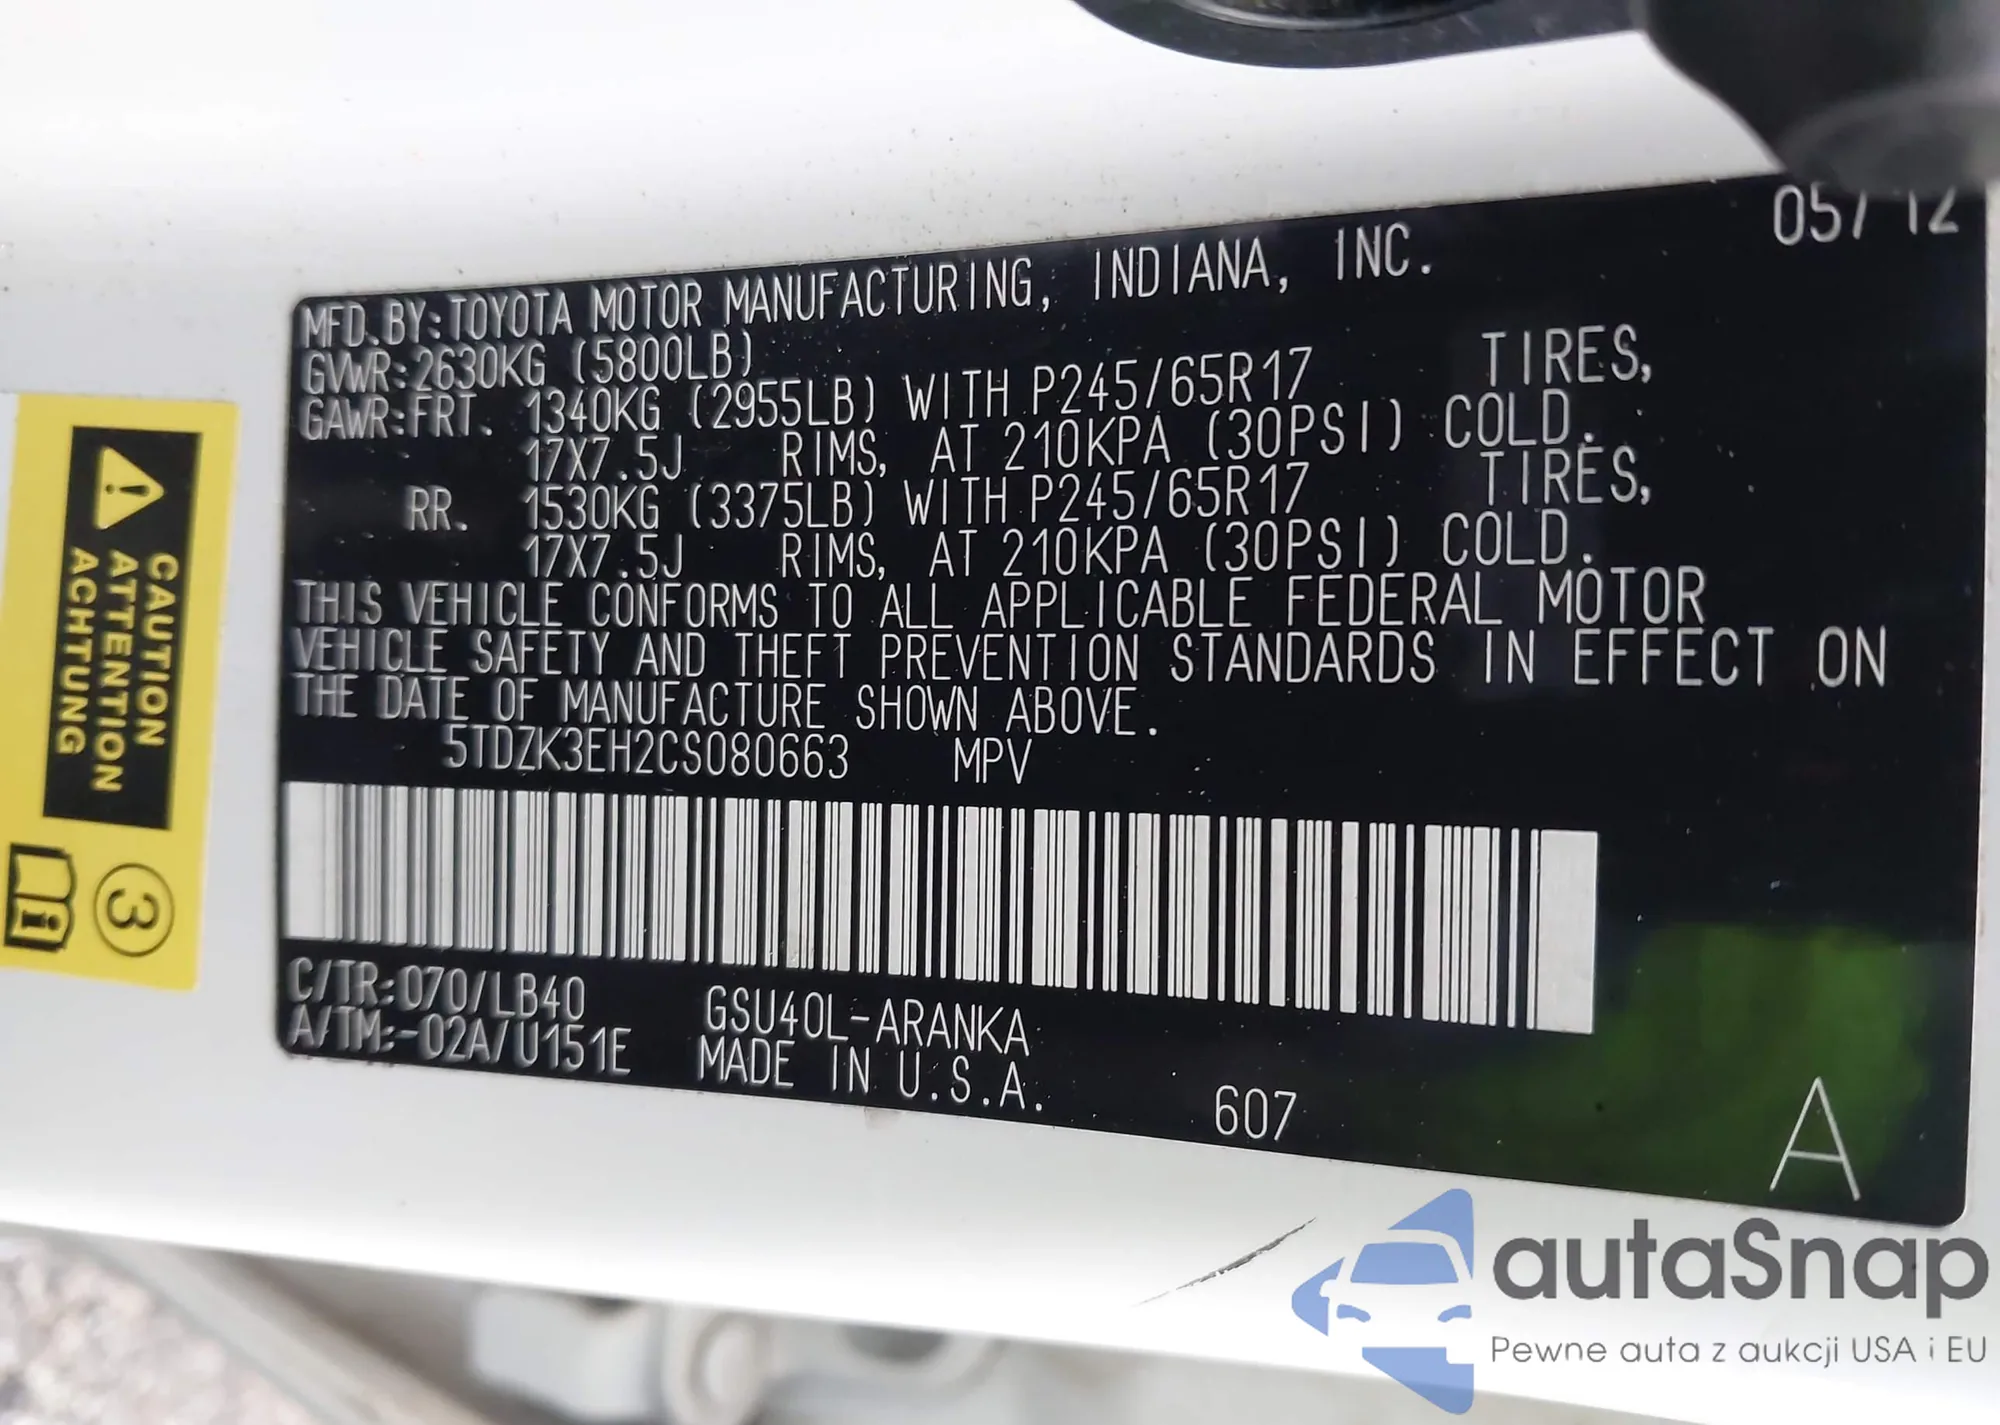 05/12
MFD.BY:TOYOTA MOTOR MANUFACTURING, INDIANA, INC.
GVWR:2630KG (5800LB)
GAWR:FRT. 1340KG (2955LB) WITH P245/65R17 TIRES,
17X7.5J RIMS, AT 210KPA (30PSI) COLD.
RR. 1530KG (3375LB) WITH P245/65R17 TIRES,
17X7.5J RIMS, AT 210KPA (30PSI) COLD.
THIS VEHICLE CONFORMS TO ALL APPLICABLE FEDERAL MOTOR
VEHICLE SAFETY AND THEFT PREVENTION STANDARDS IN EFFECT ON
THE DATE OF MANUFACTURE SHOWN ABOVE.
5TDZK3EH2CS080663 MPV
C/TR:070/LB40 GSU40L-ARANKA
A/TM:-02A/U151E MADE IN U.S.A.
607
A
CAUTION
ATTENTION
ACHTUNG
3
i
autaSnap
Pewne auta z aukcji USA i EU